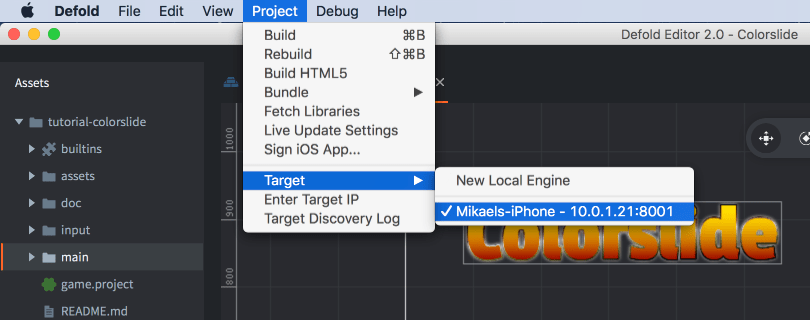 Defold File Edit View Project Debug Help
Defold Editor 2.0 - Colorslide
Build ⌘B
Rebuild ⇧⌘B
Build HTML5
Bundle
Fetch Libraries
Live Update Settings
Sign iOS App...
Target
Enter Target IP
Target Discovery Log
New Local Engine
✓ Mikaels-iPhone - 10.0.1.21:8001
Assets
tutorial-colorslide
builtins
assets
doc
input
main
game.project
README.md
1000
900
800
Colorslide